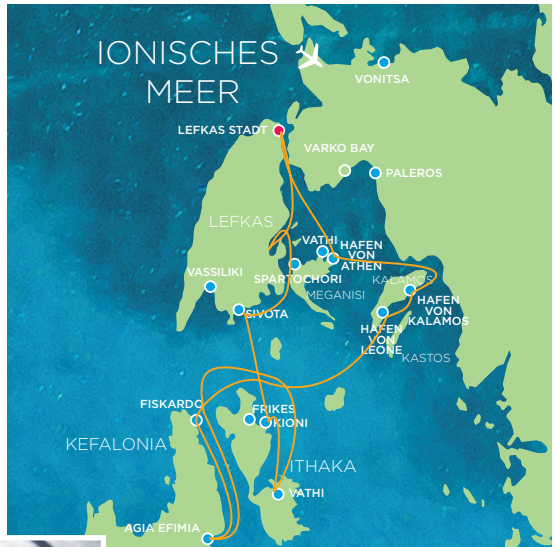 IONISCHES
MEER
VONITSA
LEFKAS STADT
VARKO BAY
PALEROS
LEFKAS
VATHI
HAFEN
VON
ATHEN
SPARTOCHORI
KALAMOS
VASSILIKI
MEGANISI
SIVOTA
HAFEN
VON
KALAMOS
HAFEN
VON
LEONE
KASTOS
FISKARDO
FRIKES
KIONI
KEFALONIA
ITHAKA
VATHI
AGIA EFIMIA